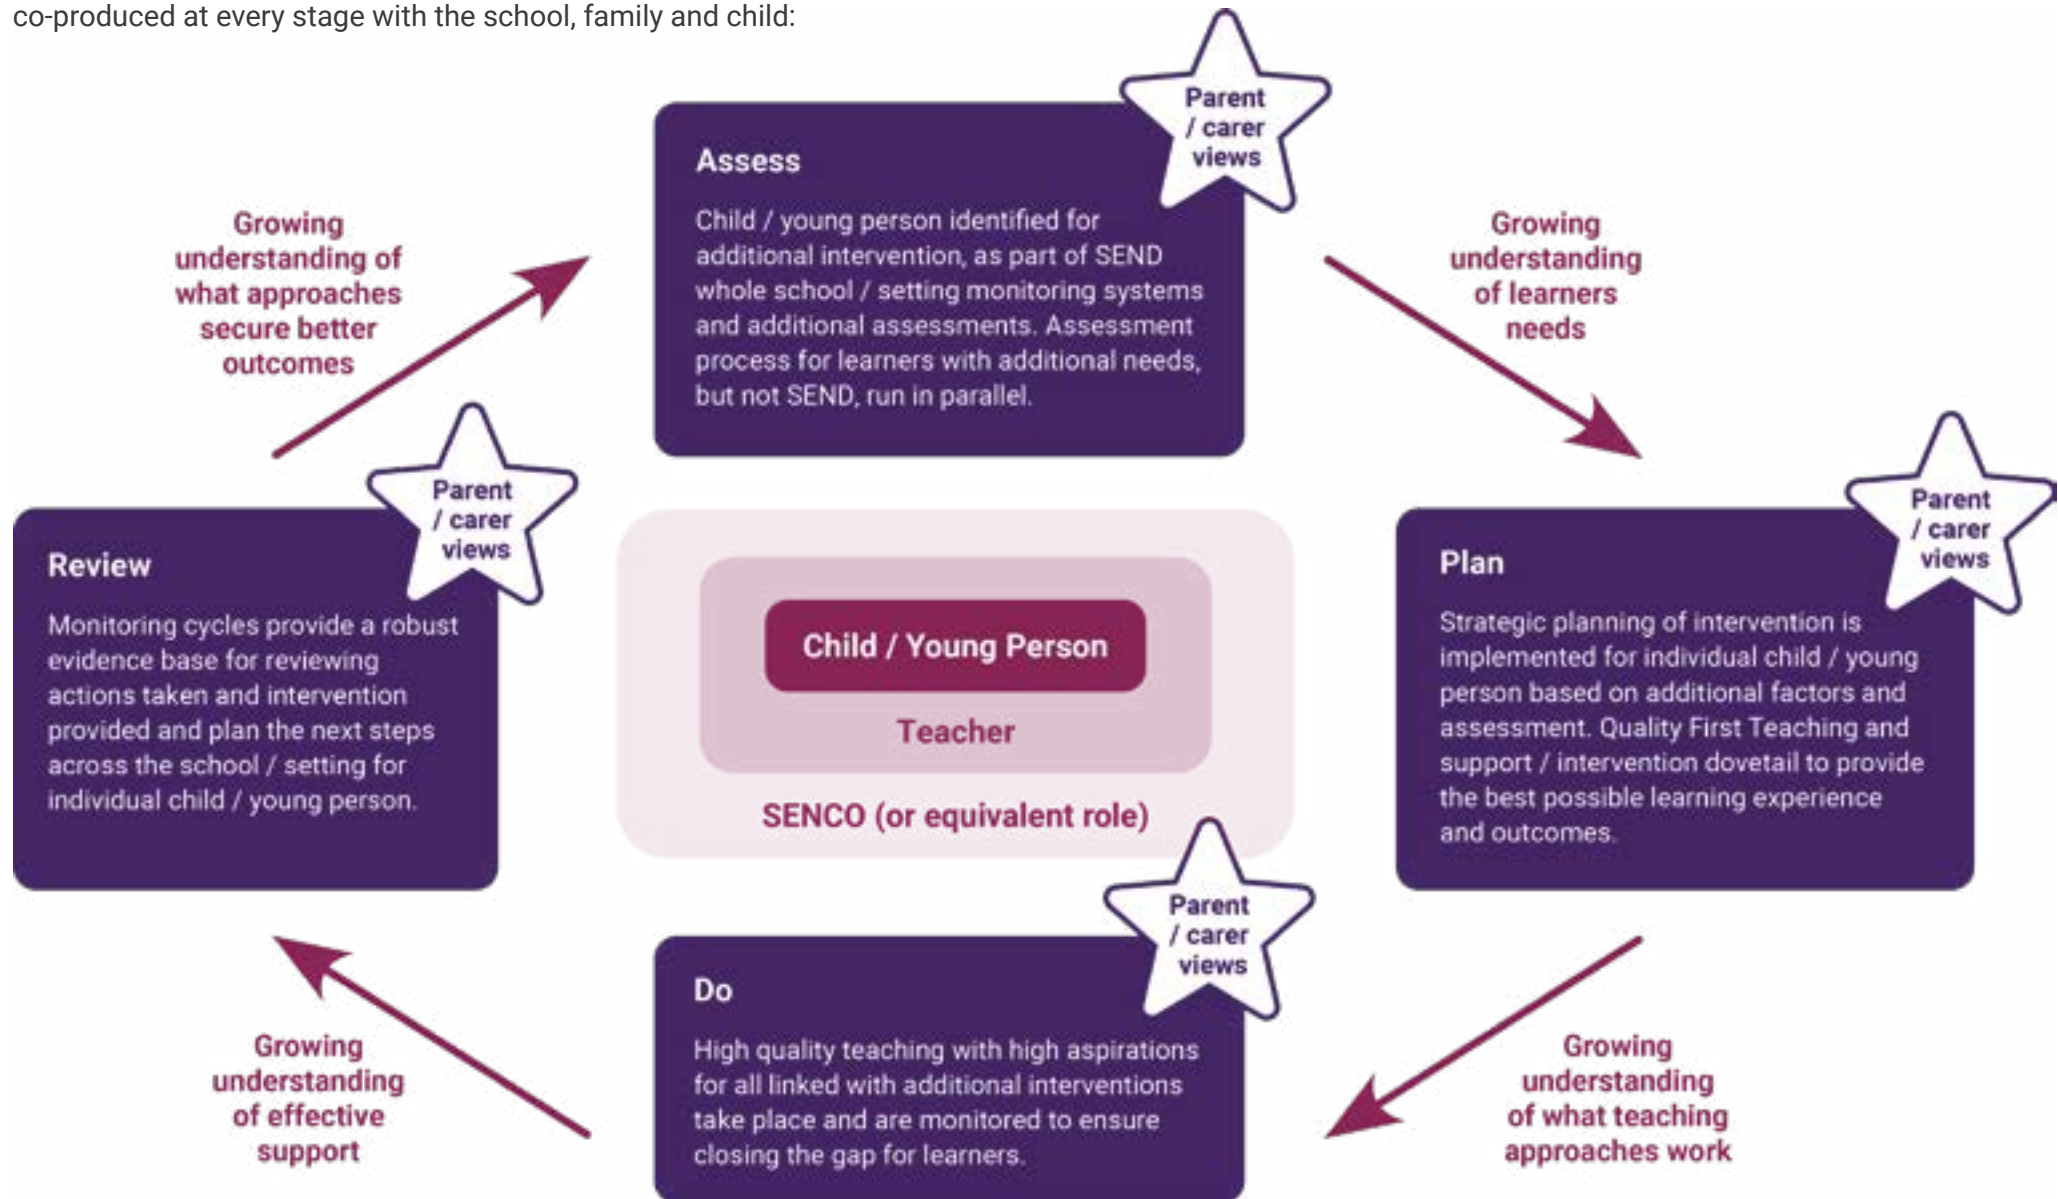 co-produced at every stage with the school, family and child:
Parent
/ carer
views
Assess
Child / young person identified for
additional intervention, as part of SEND
whole school / setting monitoring systems
and additional assessments. Assessment
process for learners with additional needs,
but not SEND, run in parallel.
Growing
understanding of
what approaches
secure better
outcomes
Growing
understanding
of learners
needs
Parent
/ carer
views
Review
Monitoring cycles provide a robust
evidence base for reviewing
actions taken and intervention
provided and plan the next steps
across the school / setting for
individual child / young person.
Child / Young Person
Teacher
SENCO (or equivalent role)
Parent
/ carer
views
Plan
Strategic planning of intervention is
implemented for individual child / young
person based on additional factors and
assessment. Quality First Teaching and
support / intervention dovetail to provide
the best possible learning experience
and outcomes.
Parent
/ carer
views
Do
High quality teaching with high aspirations
for all linked with additional interventions
take place and are monitored to ensure
closing the gap for learners.
Growing
understanding
of effective
support
Growing
understanding
of what teaching
approaches work